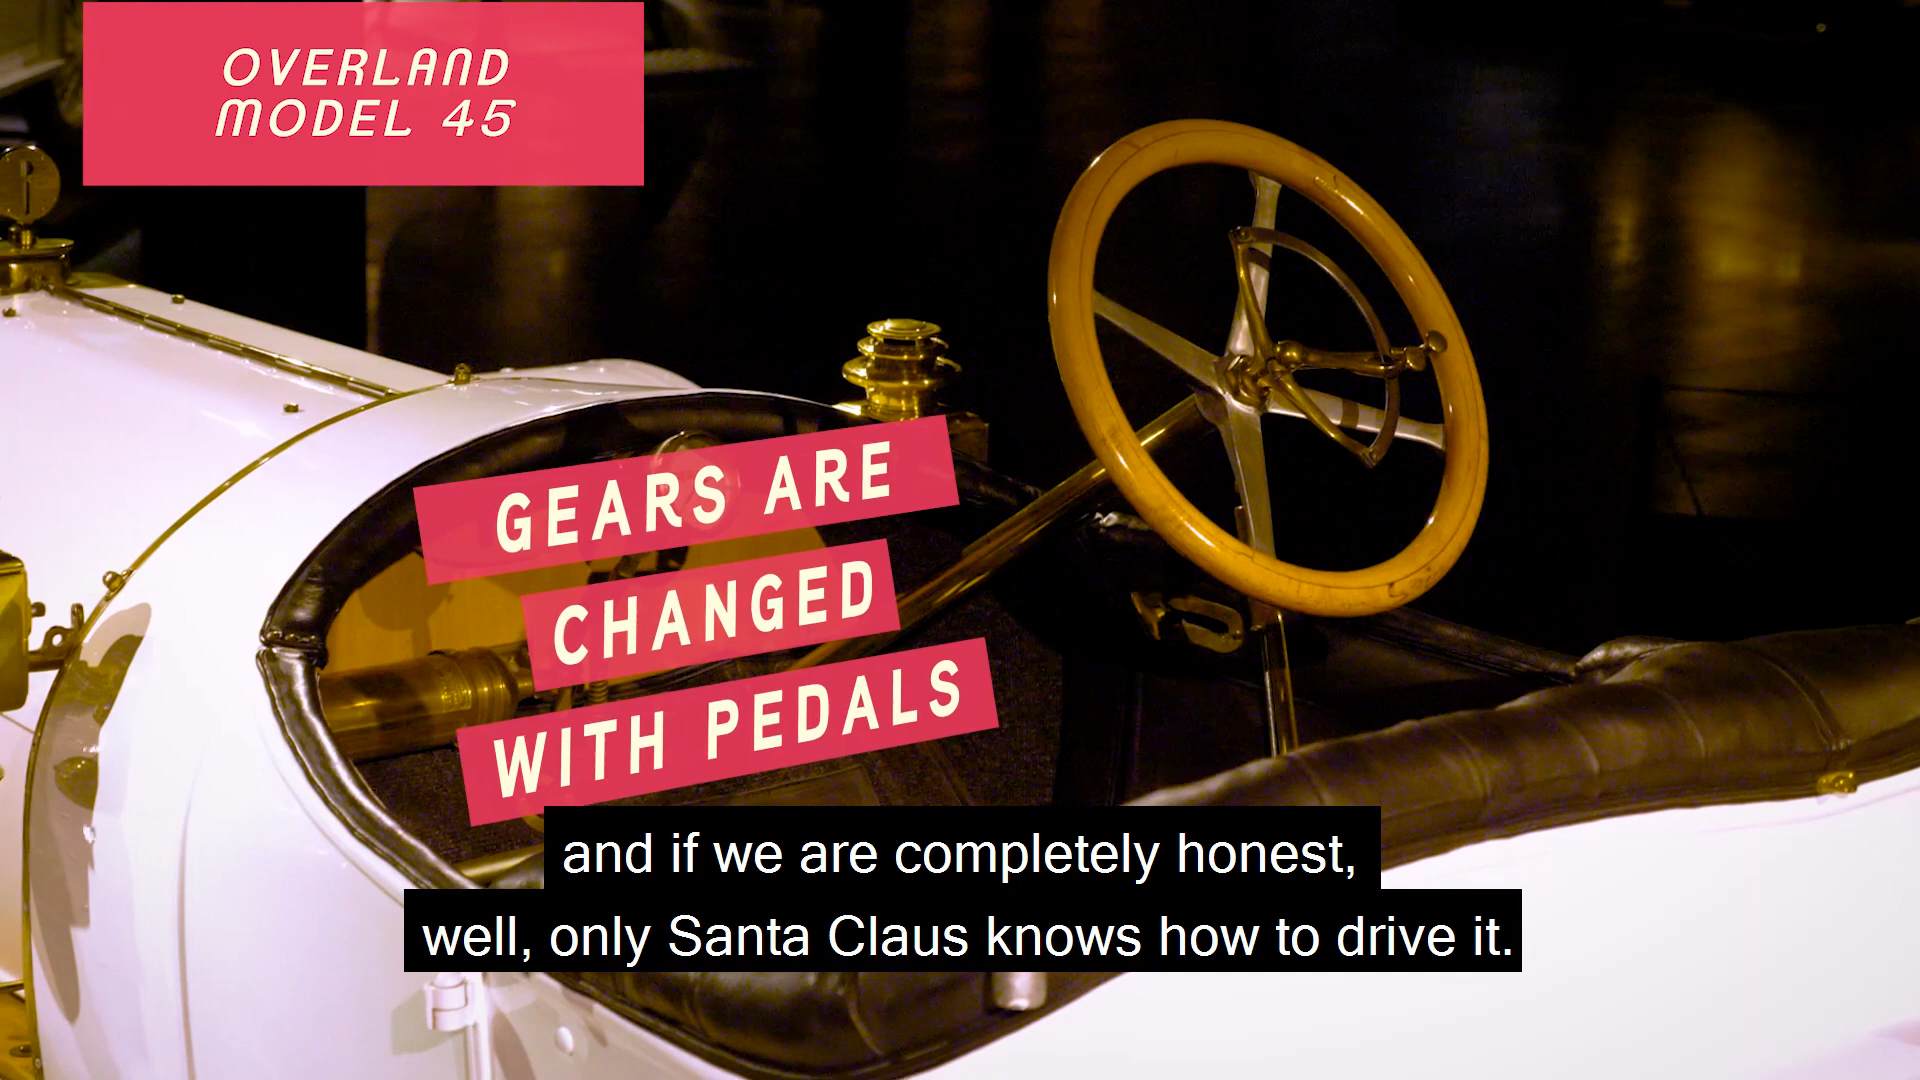 OVERLAND
MODEL 45
GEARS ARE
CHANGED
WITH PEDALS
and if we are completely honest,
well, only Santa Claus knows how to drive it.